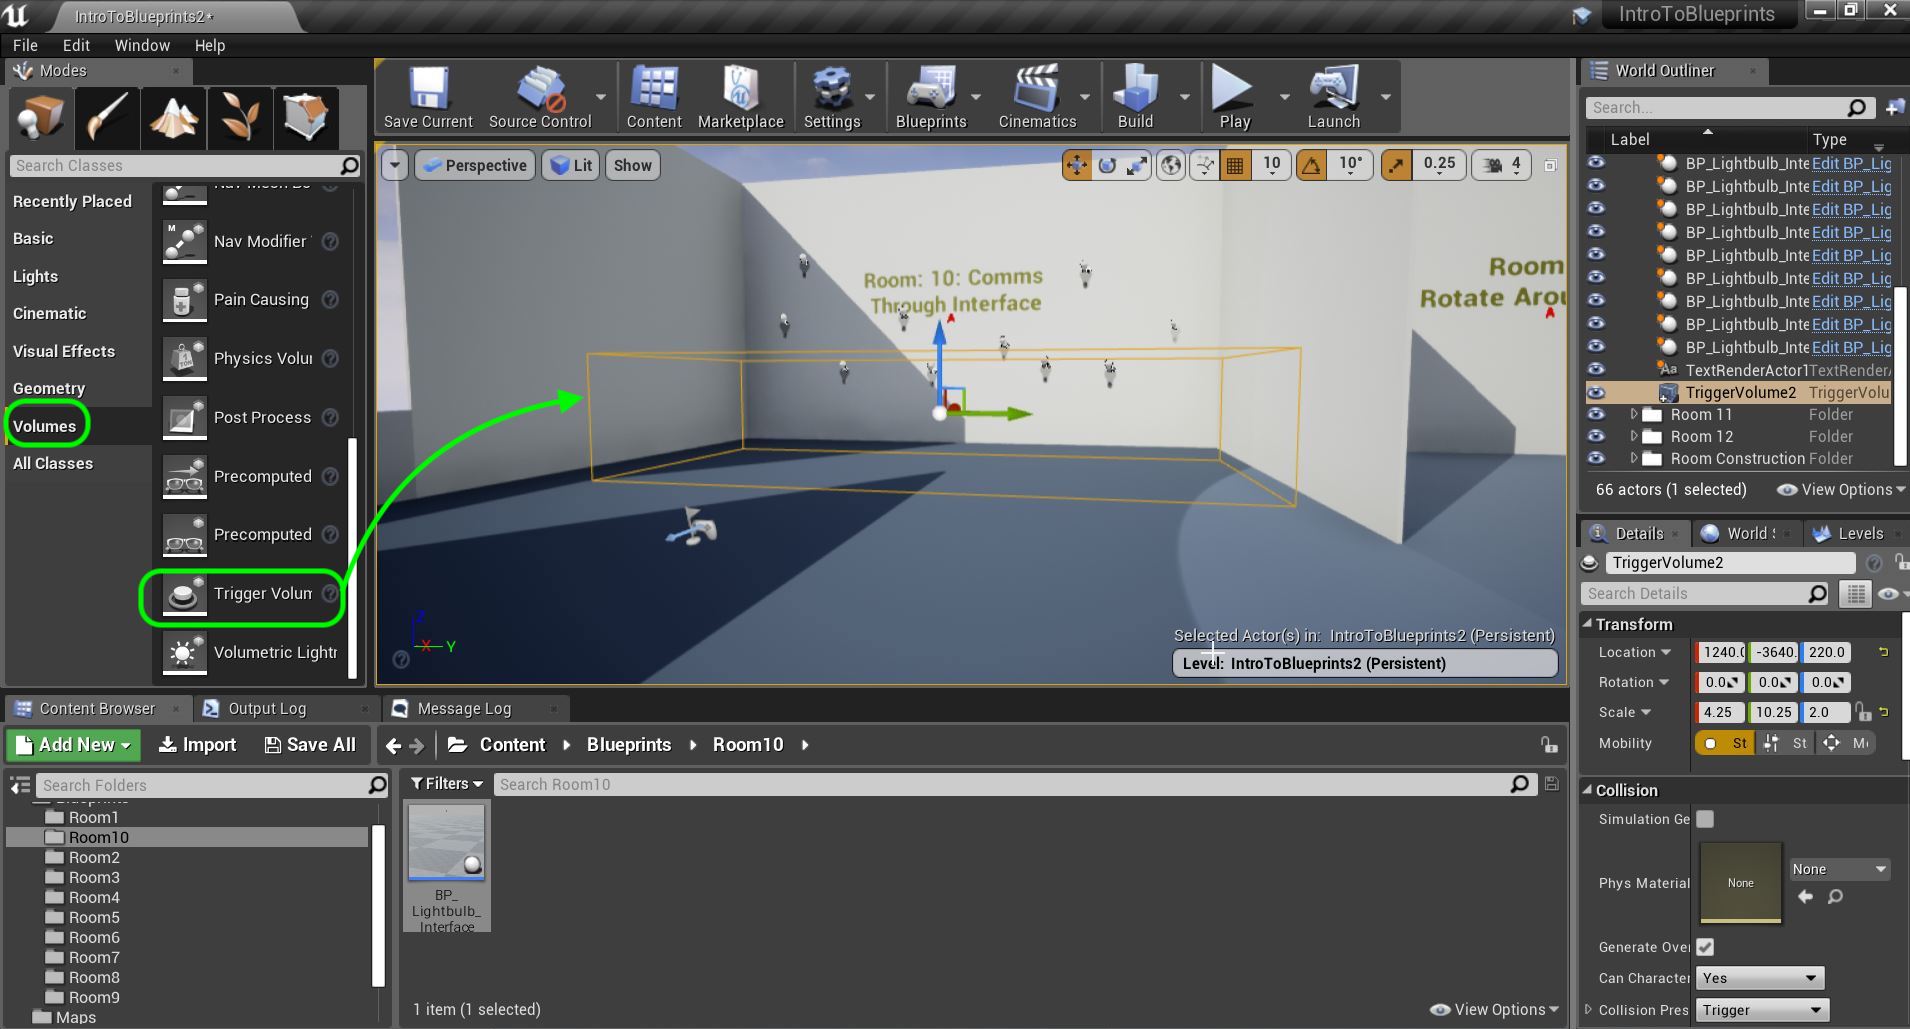 IntroToBlueprints2*
IntroToBlueprints
File Edit Window Help
Modes
Search Classes
Recently Placed
Basic
Lights
Cinematic
Visual Effects
Geometry
Volumes
All Classes
Nav Modifier
Pain Causing
Physics Volur
Post Process
Precomputed
Precomputed
Trigger Volum
Volumetric Lightr
Save Current
Source Control
Content
Marketplace
Settings
Blueprints
Cinematics
Build
Play
Launch
Perspective
Lit
Show
10
10°
0.25
4
Room: 10: Comms
Through Interface
Room
Rotate Arou
Z
X
Y
Selected Actor(s) in: IntroToBlueprints2 (Persistent)
Level: IntroToBlueprints2 (Persistent)
World Outliner
Search...
Label Type
BP_Lightbulb_Inte Edit BP_Lig
BP_Lightbulb_Inte Edit BP_Lig
BP_Lightbulb_Inte Edit BP_Lig
BP_Lightbulb_Inte Edit BP_Lig
BP_Lightbulb_Inte Edit BP_Lig
BP_Lightbulb_Inte Edit BP_Lig
BP_Lightbulb_Inte Edit BP_Lig
BP_Lightbulb_Inte Edit BP_Lig
BP_Lightbulb_Inte Edit BP_Lig
TextRenderActor1 TextRender
TriggerVolume2 TriggerVolu
Room 11 Folder
Room 12 Folder
Room Construction Folder
66 actors (1 selected)
View Options
Details
World
Levels
TriggerVolume2
Search Details
Transform
Location 1240.0 -3640. 220.0
Rotation 0.0 0.0 0.0
Scale 4.25 10.25 2.0
Mobility St St M
Collision
Simulation Ge
Phys Material None None
Generate Over
Can Character Yes
Collision Pres Trigger
Content Browser
Output Log
Message Log
Add New
Import
Save All
Content
Blueprints
Room10
Search Folders
Filters
Search Room10
Blueprints
Room1
Room10
Room2
Room3
Room4
Room5
Room6
Room7
Room8
Room9
Maps
BP_
Lightbulb_
Interface
1 item (1 selected)
View Options